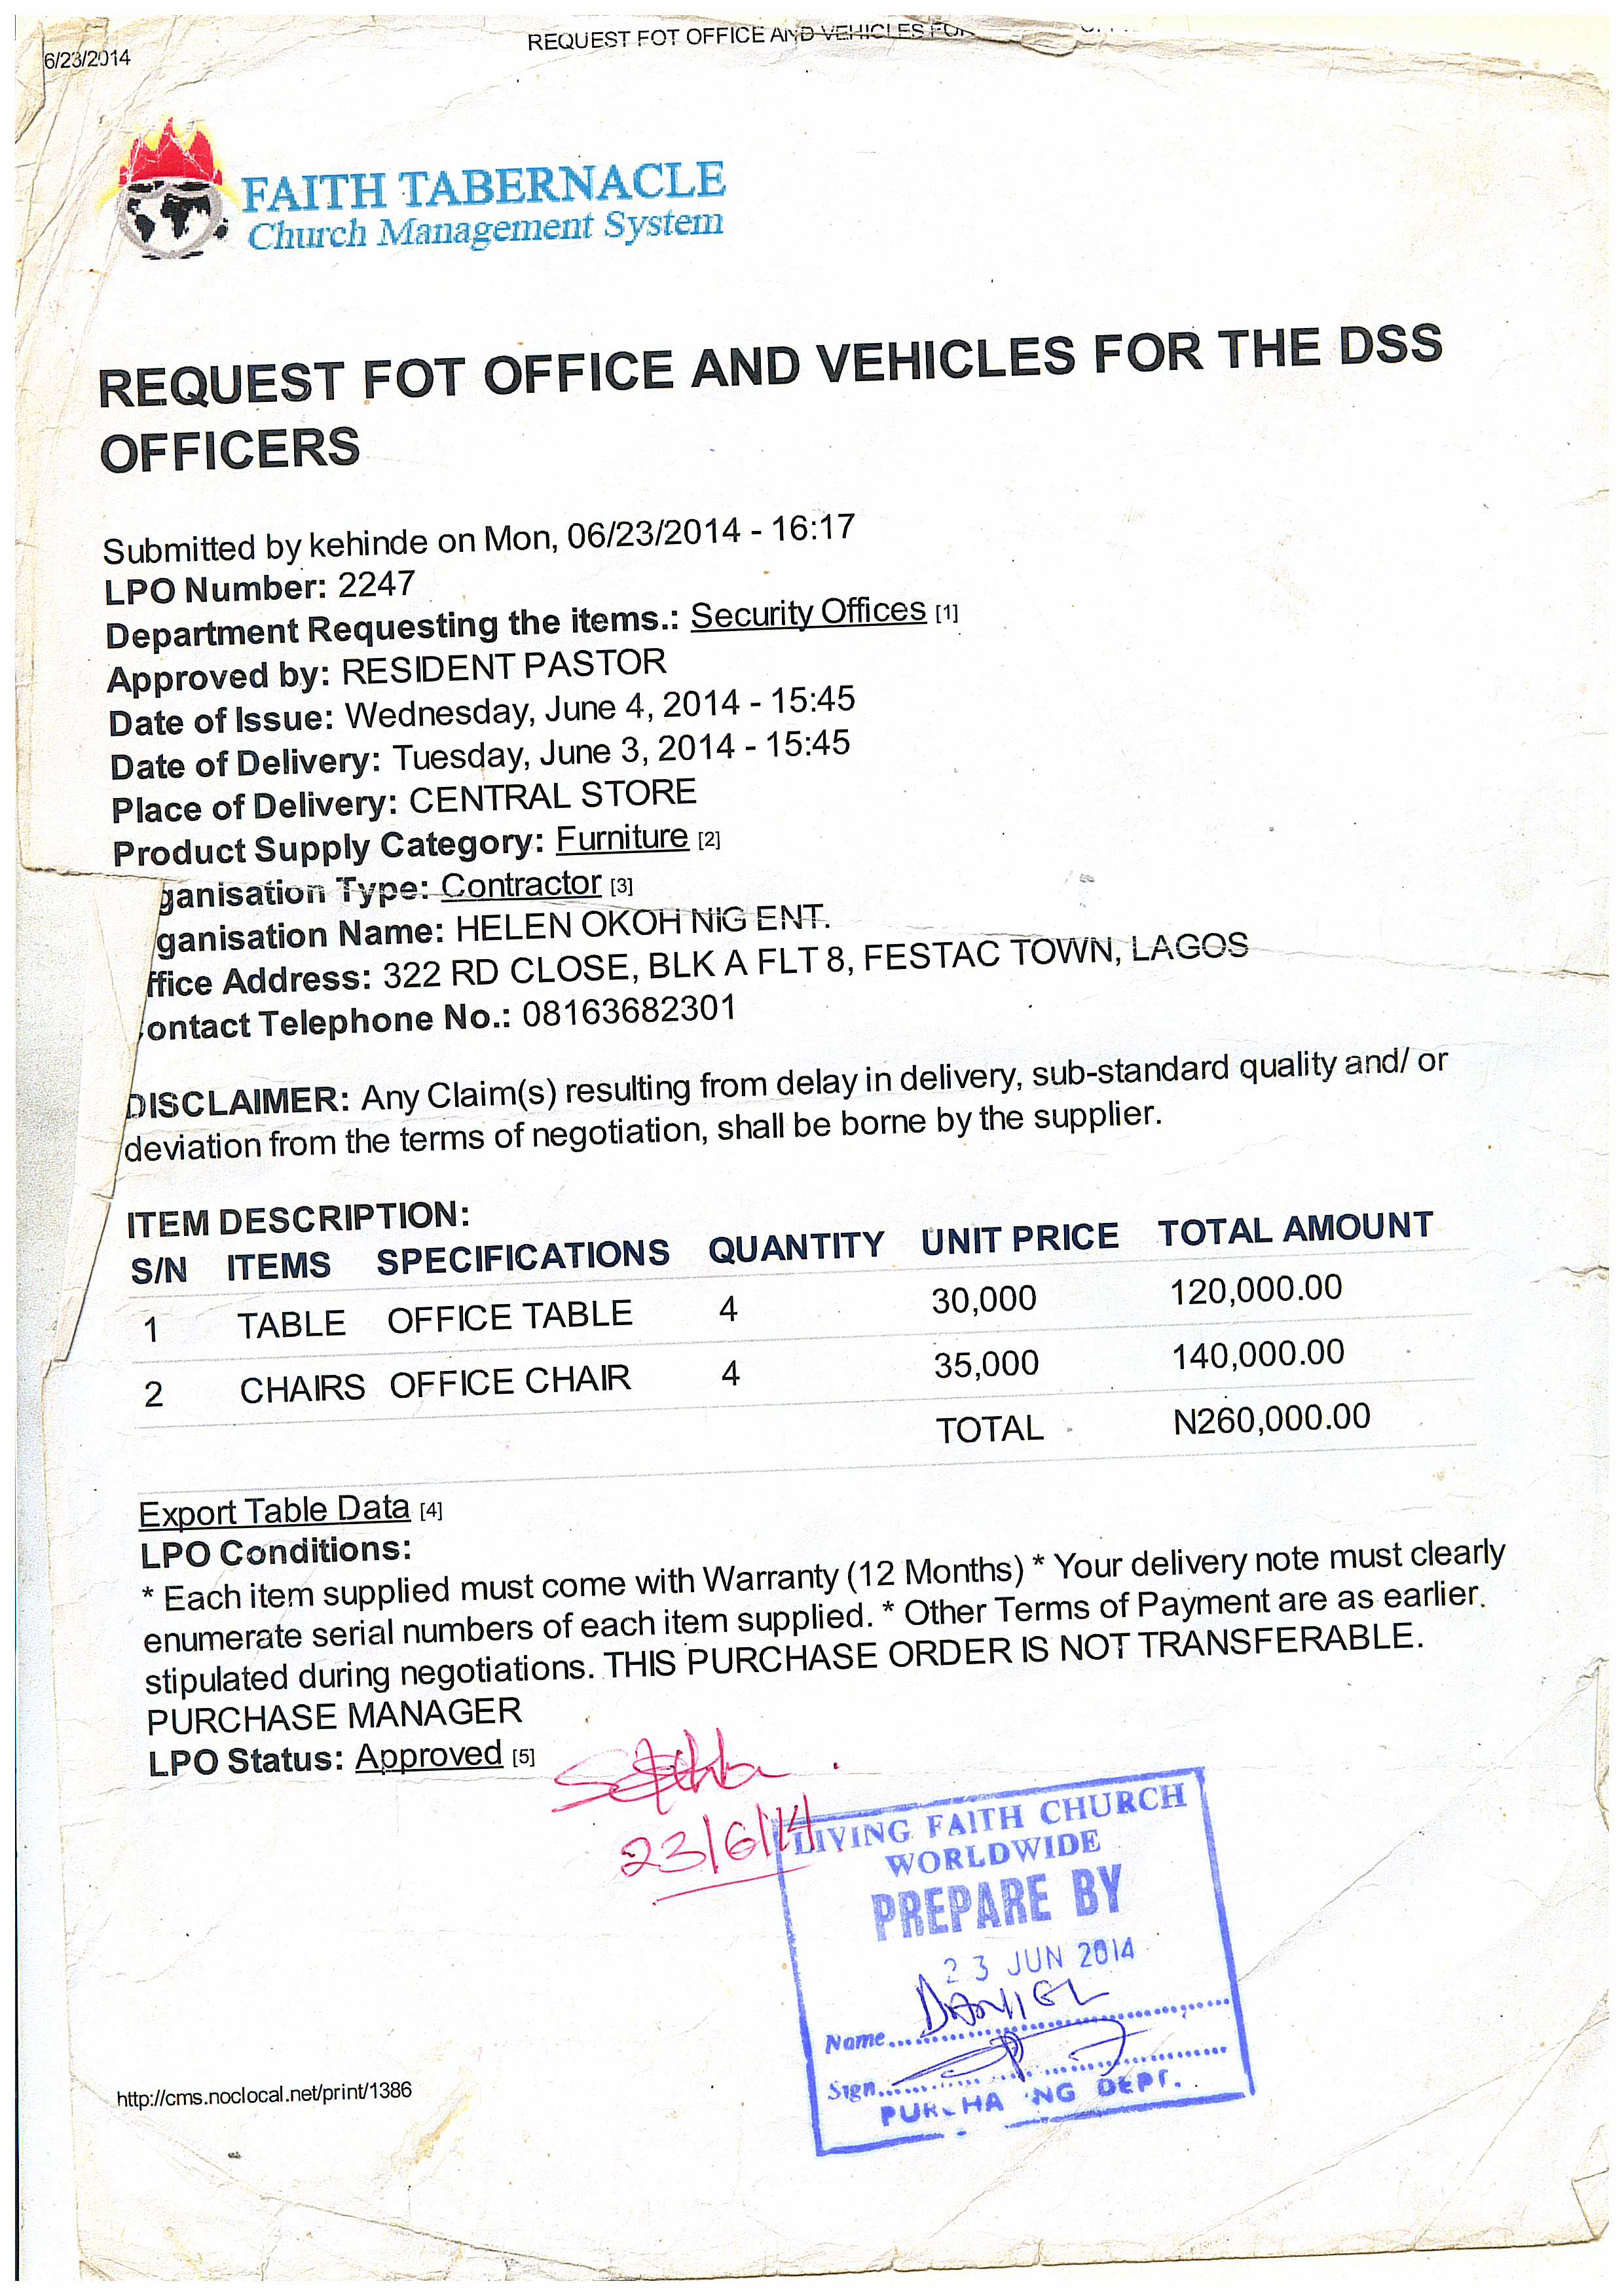 6/23/2014
REQUEST FOT OFFICE AND VEHICLES FOR
FAITH TABERNACLE
Church Management System
REQUEST FOT OFFICE AND VEHICLES FOR THE DSS
OFFICERS
Submitted by kehinde on Mon, 06/23/2014 - 16:17
LPO Number: 2247
Department Requesting the items.: Security Offices [1]
Approved by: RESIDENT PASTOR
Date of Issue: Wednesday, June 4, 2014 - 15:45
Date of Delivery: Tuesday, June 3, 2014 - 15:45
Place of Delivery: CENTRAL STORE
Product Supply Category: Furniture [2]
ganisation Type: Contractor [3]
ganisation Name: HELEN OKOH NIG ENT.
ffice Address: 322 RD CLOSE, BLK A FLT 8, FESTAC TOWN, LAGOS
ontact Telephone No.: 08163682301
DISCLAIMER: Any Claim(s) resulting from delay in delivery, sub-standard quality and/ or
deviation from the terms of negotiation, shall be borne by the supplier.
ITEM DESCRIPTION:
S/N ITEMS SPECIFICATIONS QUANTITY UNIT PRICE TOTAL AMOUNT
1 TABLE OFFICE TABLE 4 30,000 120,000.00
2 CHAIRS OFFICE CHAIR 4 35,000 140,000.00
TOTAL N260,000.00
Export Table Data [4]
LPO Conditions:
* Each item supplied must come with Warranty (12 Months) * Your delivery note must clearly
enumerate serial numbers of each item supplied. * Other Terms of Payment are as earlier
stipulated during negotiations. THIS PURCHASE ORDER IS NOT TRANSFERABLE.
PURCHASE MANAGER
LPO Status: Approved [5]
23/6/14
LIVING FAITH CHURCH
WORLDWIDE
PREPARE BY
23 JUN 2014
Name DANIEL
Sign
PURCHA NG DEPT.
http://cms.noclocal.net/print/1386